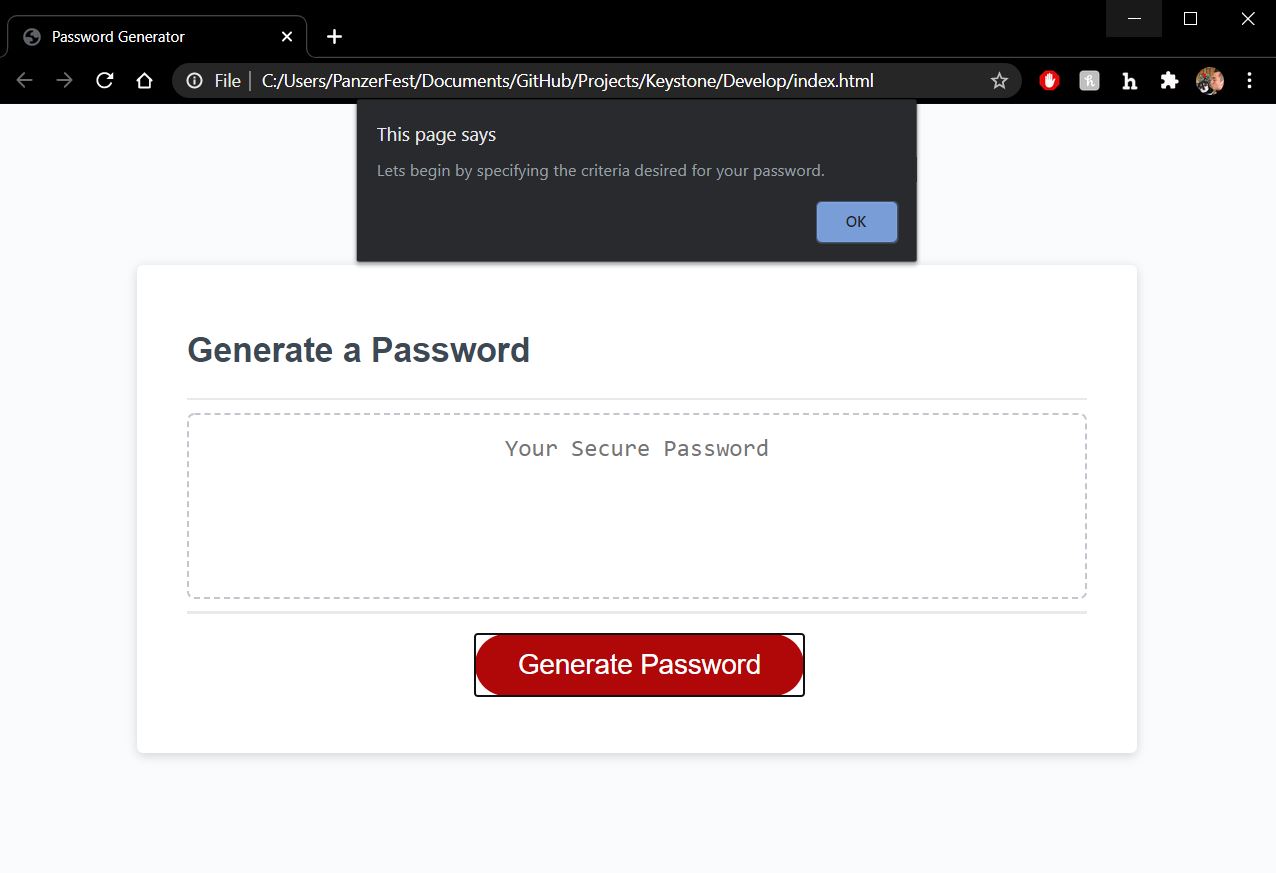 Password Generator
File | C:/Users/PanzerFest/Documents/GitHub/Projects/Keystone/Develop/index.html
h
h
This page says
Lets begin by specifying the criteria desired for your password.
OK
Generate a Password
Your Secure Password
Generate Password